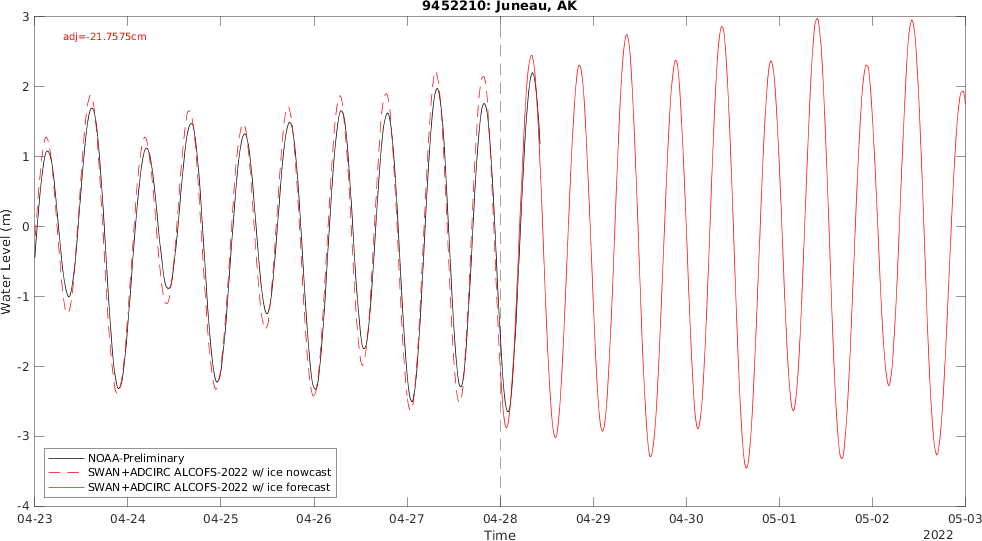 9452210: Juneau, AK
adj=-21.7575cm
Water Level (m)
3
2
1
0
-1
-2
-3
-4
NOAA-Preliminary
SWAN+ADCIRC ALCOFS-2022 w/ ice nowcast
SWAN+ADCIRC ALCOFS-2022 w/ ice forecast
04-23 04-24 04-25 04-26 04-27 04-28 04-29 04-30 05-01 05-02 05-03
Time
2022